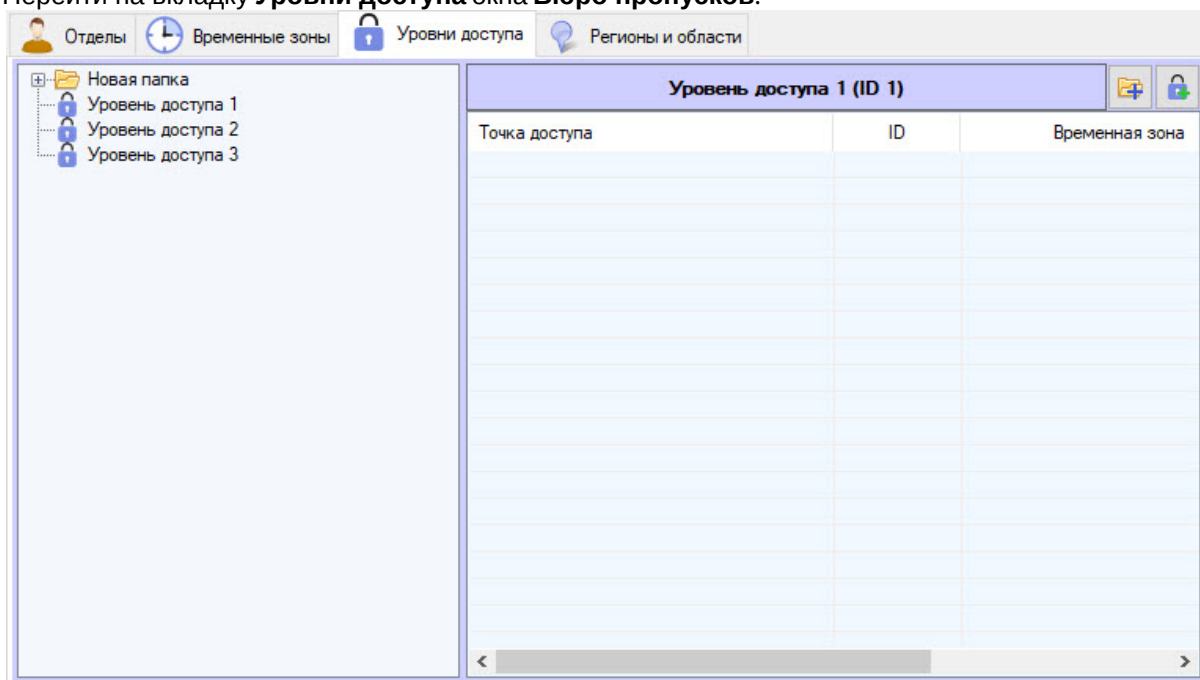 Перейти на вкладку Уровни доступа окна Бюро пропусков.
Отделы Временные зоны Уровни доступа Регионы и области
Новая папка
Уровень доступа 1
Уровень доступа 2
Уровень доступа 3
Уровень доступа 1 (ID 1)
Точка доступа ID Временная зона